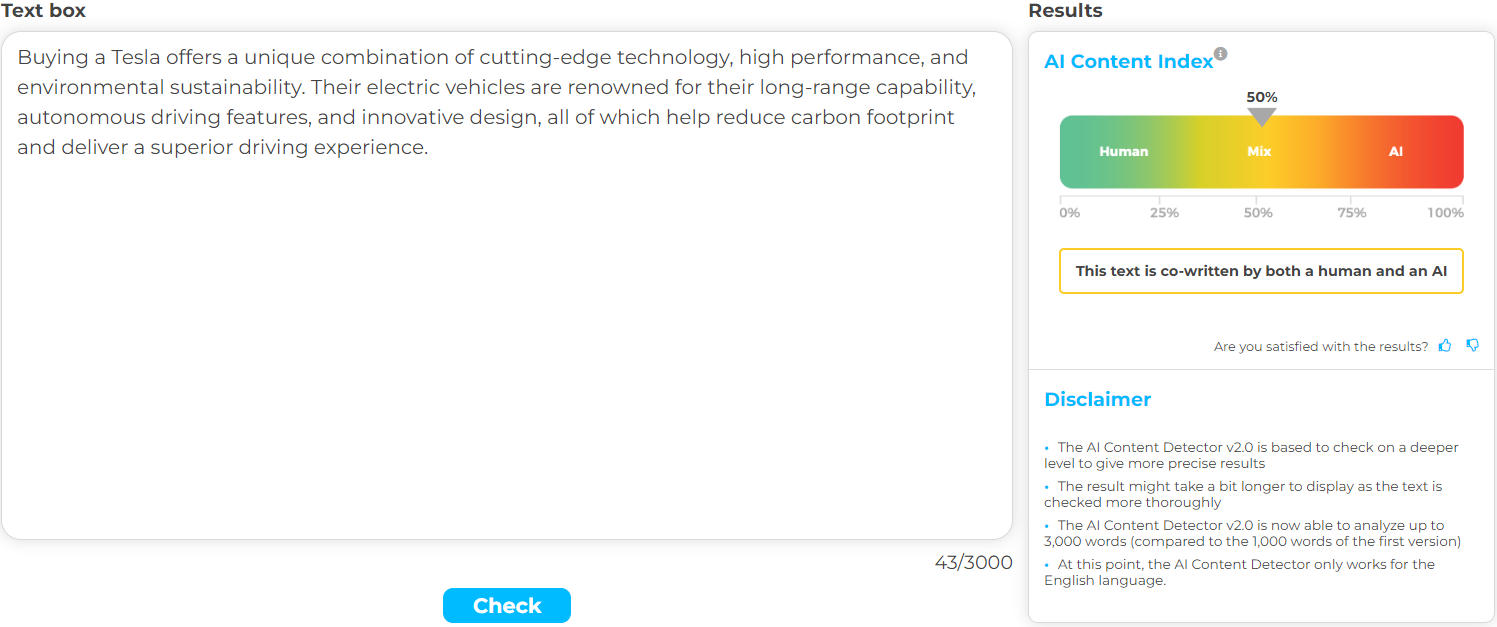 Text box
Buying a Tesla offers a unique combination of cutting-edge technology, high performance, and
environmental sustainability. Their electric vehicles are renowned for their long-range capability,
autonomous driving features, and innovative design, all of which help reduce carbon footprint
and deliver a superior driving experience.
43/3000
Check
Results
AI Content Index
50%
Human Mix AI
0% 25% 50% 75% 100%
This text is co-written by both a human and an AI
Are you satisfied with the results?
Disclaimer
• The AI Content Detector v2.0 is based to check on a deeper
level to give more precise results
• The result might take a bit longer to display as the text is
checked more thoroughly
• The AI Content Detector v2.0 is now able to analyze up to
3,000 words (compared to the 1,000 words of the first version)
• At this point, the AI Content Detector only works for the
English language.